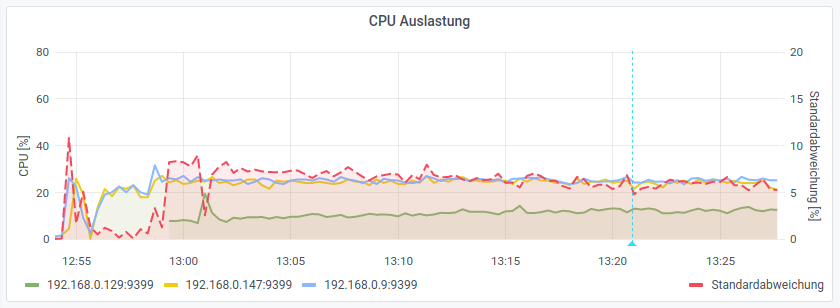 CPU Auslastung
80 20
60 15
40 10
20 5
0 0
CPU [%]
Standardabweichung [%]
12:55 13:00 13:05 13:10 13:15 13:20 13:25
192.168.0.129:9399 192.168.0.147:9399 192.168.0.9:9399 Standardabweichung